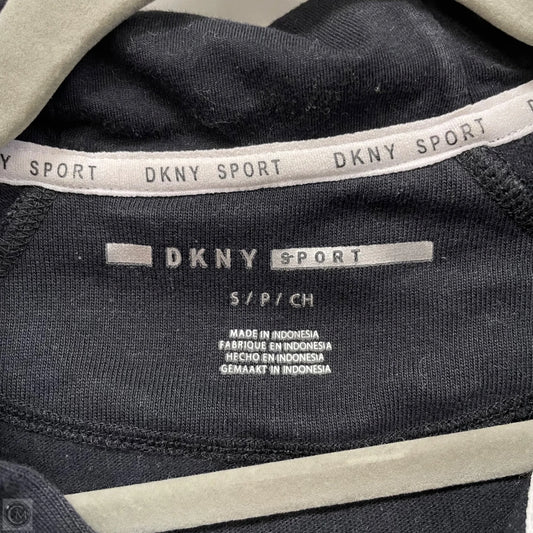 DKNY SPORT DKNY SPORT DKNY SPORT
DKNY SPORT
S / P / CH
MADE IN INDONESIA
FABRIQUE EN INDONESIA
HECHO EN INDONESIA
GEMAAKT IN INDONESIA